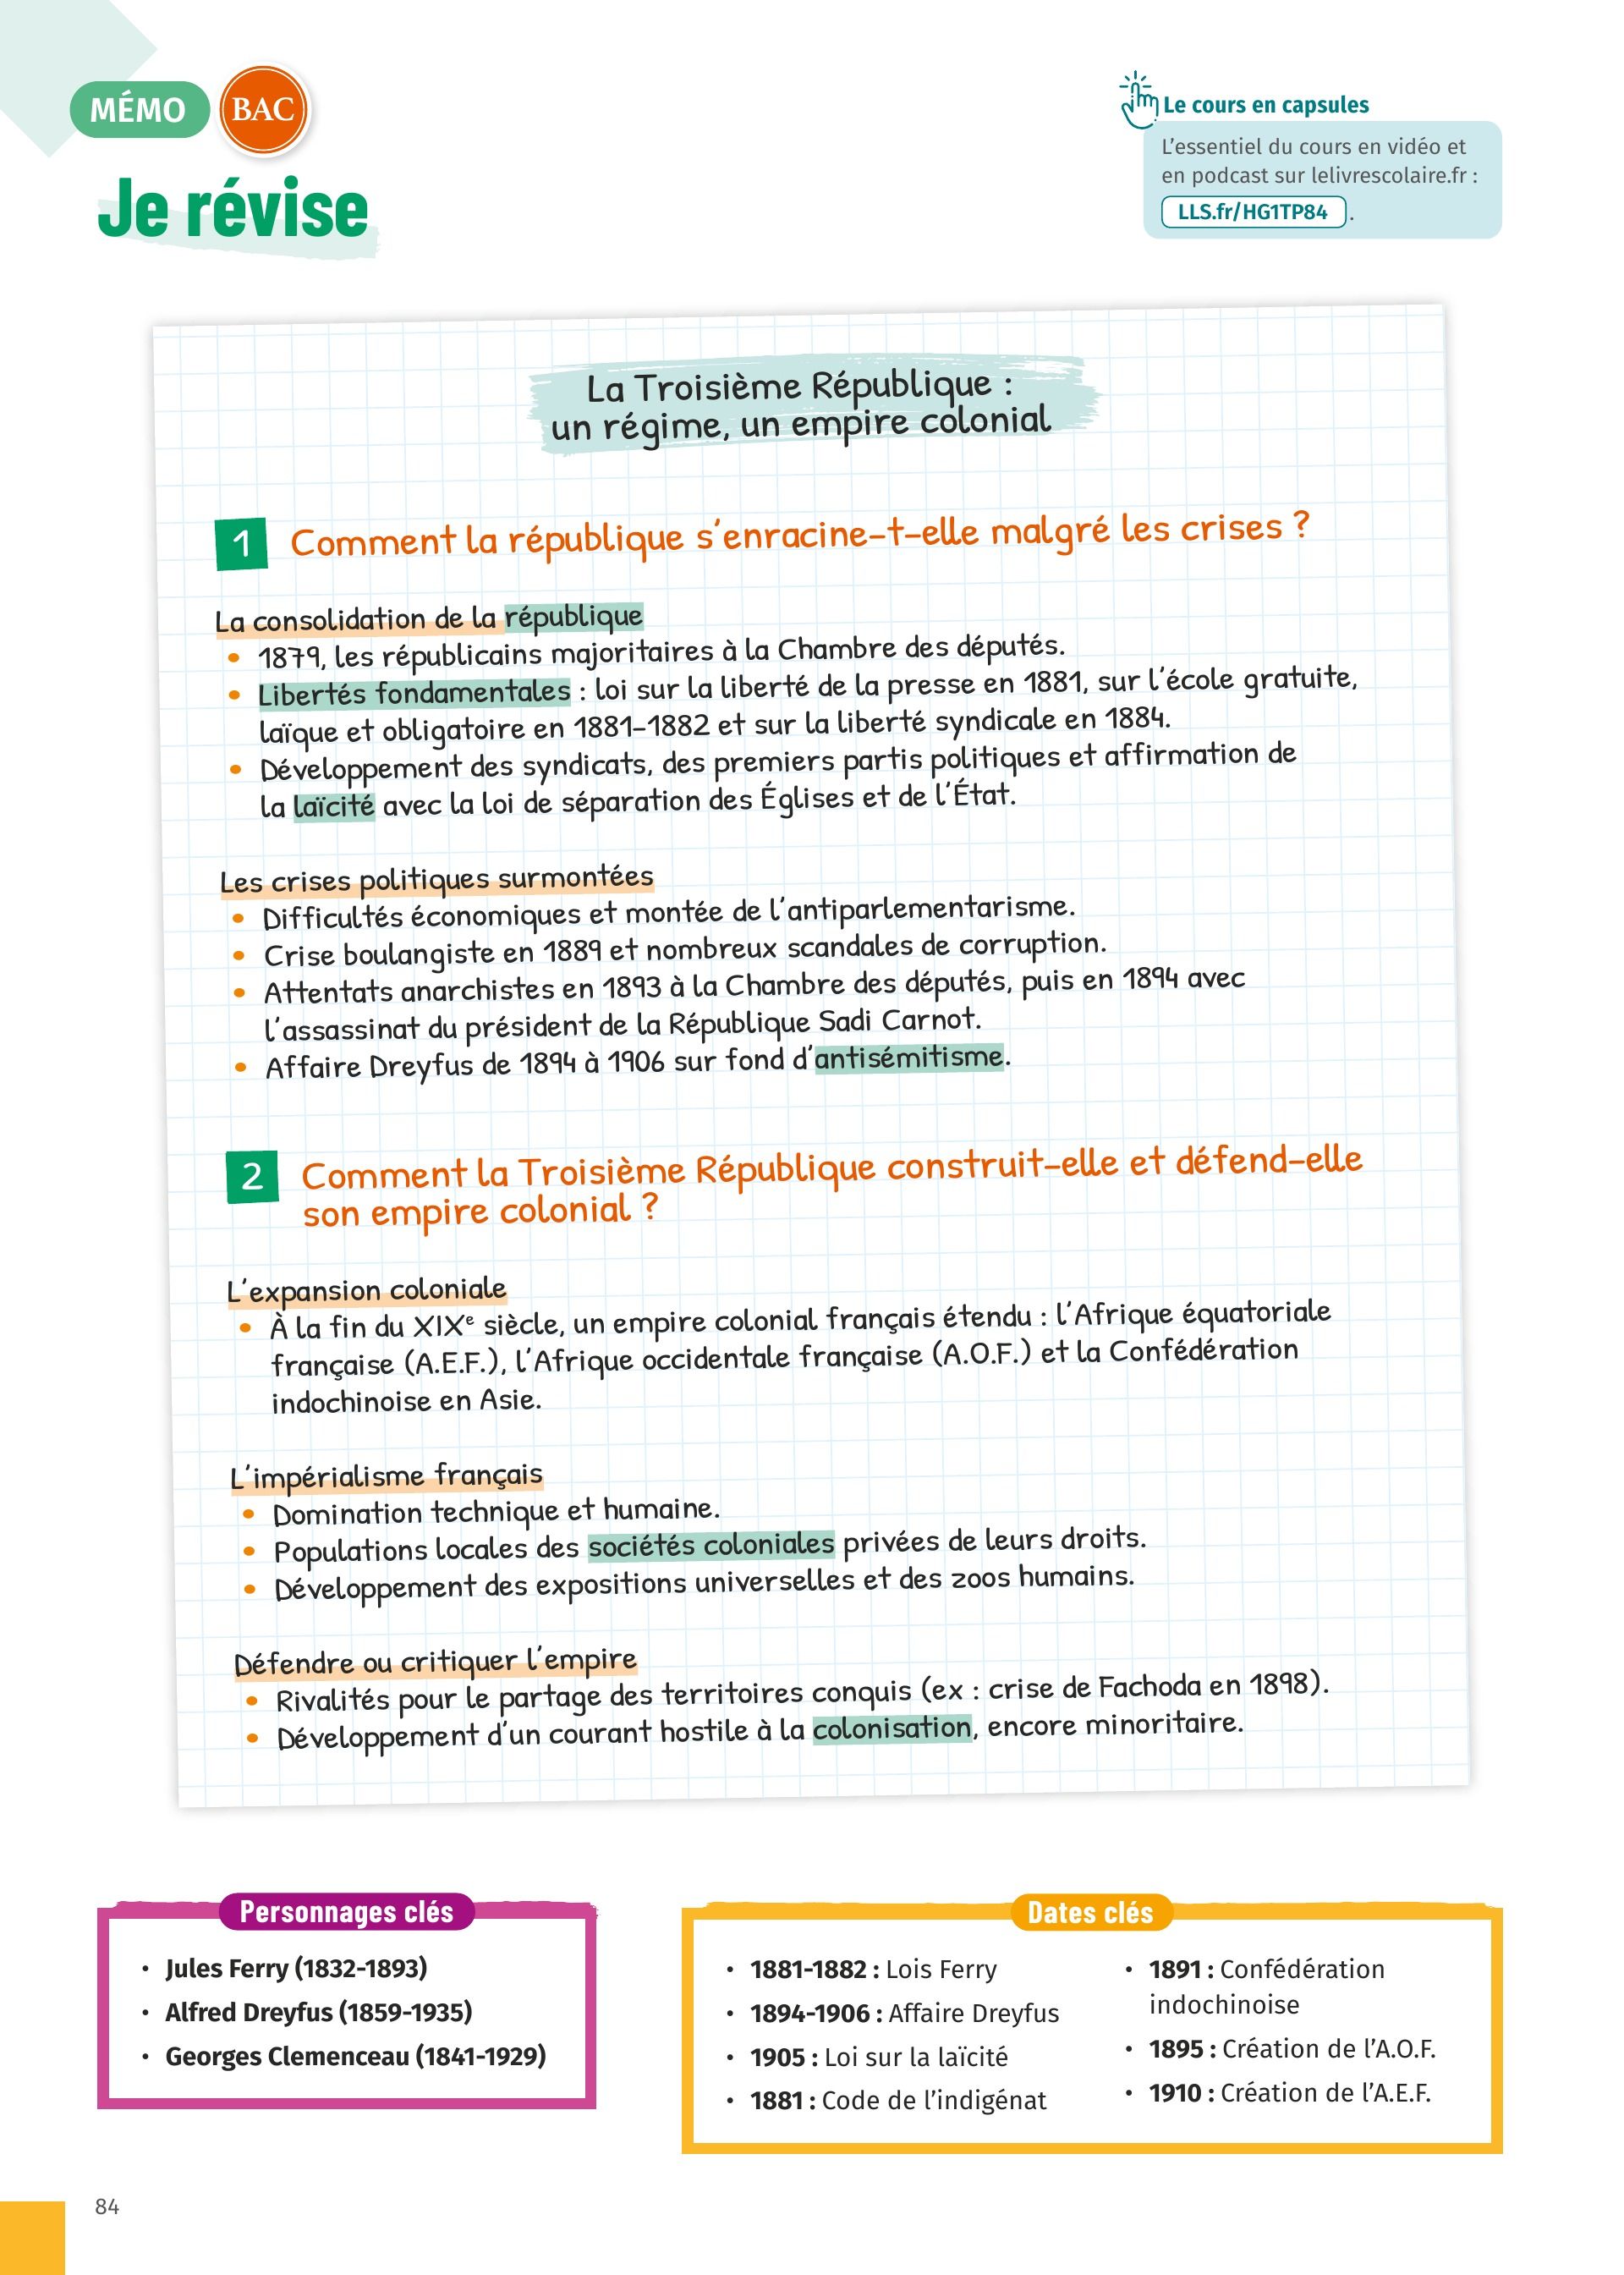 MÉMO
BAC
Je révise
Le cours en capsules
L'essentiel du cours en vidéo et
en podcast sur lelivrescolaire.fr :
LLS.fr/HG1TP84 .
La Troisième République :
un régime, un empire colonial
1 Comment la république s'enracine-t-elle malgré les crises ?
La consolidation de la république
• 1879, les républicains majoritaires à la Chambre des députés.
• Libertés fondamentales : loi sur la liberté de la presse en 1881, sur l'école gratuite,
laïque et obligatoire en 1881-1882 et sur la liberté syndicale en 1884.
• Développement des syndicats, des premiers partis politiques et affirmation de
la laïcité avec la loi de séparation des Églises et de l'État.
Les crises politiques surmontées
• Difficultés économiques et montée de l'antiparlementarisme.
• Crise boulangiste en 1889 et nombreux scandales de corruption.
• Attentats anarchistes en 1893 à la Chambre des députés, puis en 1894 avec
l'assassinat du président de la République Sadi Carnot.
• Affaire Dreyfus de 1894 à 1906 sur fond d'antisémitisme.
2 Comment la Troisième République construit-elle et défend-elle
son empire colonial ?
L'expansion coloniale
• À la fin du XIXe siècle, un empire colonial français étendu : l'Afrique équatoriale
française (A.E.F.), l'Afrique occidentale française (A.O.F.) et la Confédération
indochinoise en Asie.
L'impérialisme français
• Domination technique et humaine.
• Populations locales des sociétés coloniales privées de leurs droits.
• Développement des expositions universelles et des zoos humains.
Défendre ou critiquer l'empire
• Rivalités pour le partage des territoires conquis (ex : crise de Fachoda en 1898).
• Développement d'un courant hostile à la colonisation, encore minoritaire.
Personnages clés
• Jules Ferry (1832-1893)
• Alfred Dreyfus (1859-1935)
• Georges Clemenceau (1841-1929)
Dates clés
• 1881-1882 : Lois Ferry
• 1894-1906 : Affaire Dreyfus
• 1905 : Loi sur la laïcité
• 1881 : Code de l'indigénat
• 1891 : Confédération
indochinoise
• 1895 : Création de l'A.O.F.
• 1910 : Création de l'A.E.F.
84